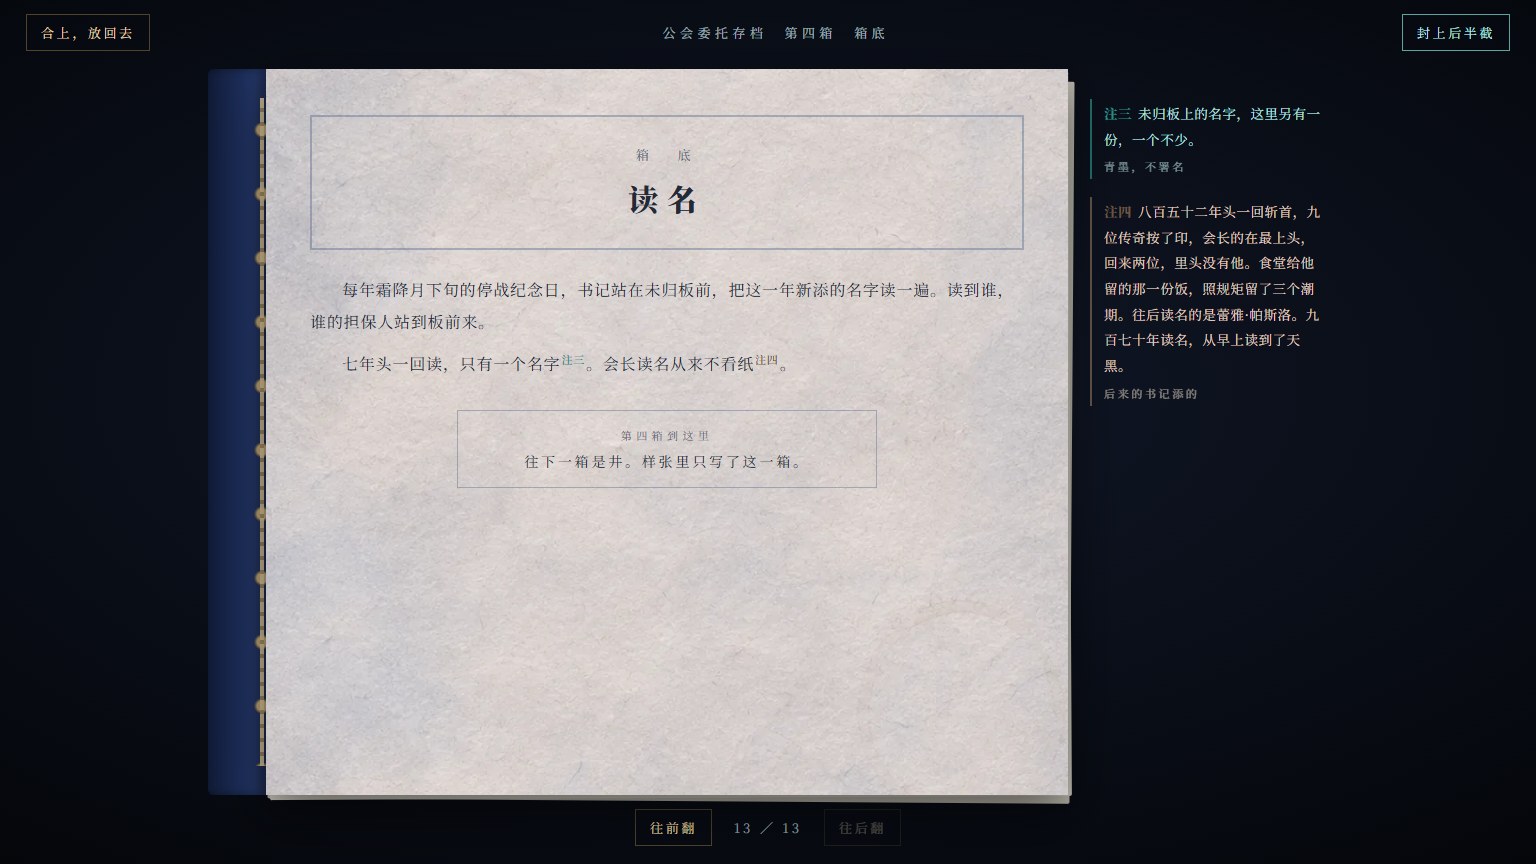 合上，放回去
公会委托存档 第四箱 箱底
封上后半截
箱 底
读名
每年霜降月下旬的停战纪念日，书记站在未归板前，把这一年新添的名字读一遍。读到谁，
谁的担保人站到板前来。
七年头一回读，只有一个名字注三。会长读名从来不看纸注四。
第四箱到这里
往下一箱是井。样张里只写了这一箱。
注三 未归板上的名字，这里另有一
份，一个不少。
青墨，不署名
注四 八百五十二年头一回斩首，九
位传奇按了印，会长的在最上头，
回来两位，里头没有他。食堂给他
留的那一份饭，照规矩留了三个潮
期。往后读名的是蕾雅·帕斯洛。九
百七十年读名，从早上读到了天
黑。
后来的书记添的
往前翻
13 ／ 13
往后翻